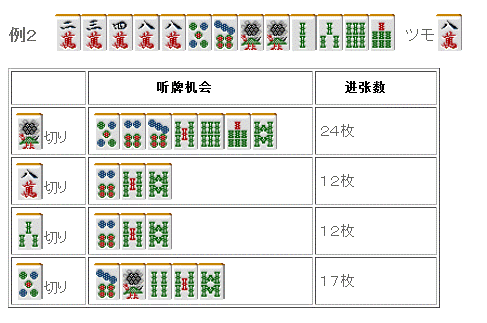 例2 二萬 三萬 四萬 八萬 八萬 ツモ 八萬
听牌机会 进张数
切り 24枚
八萬 切り 12枚
切り 12枚
切り 17枚